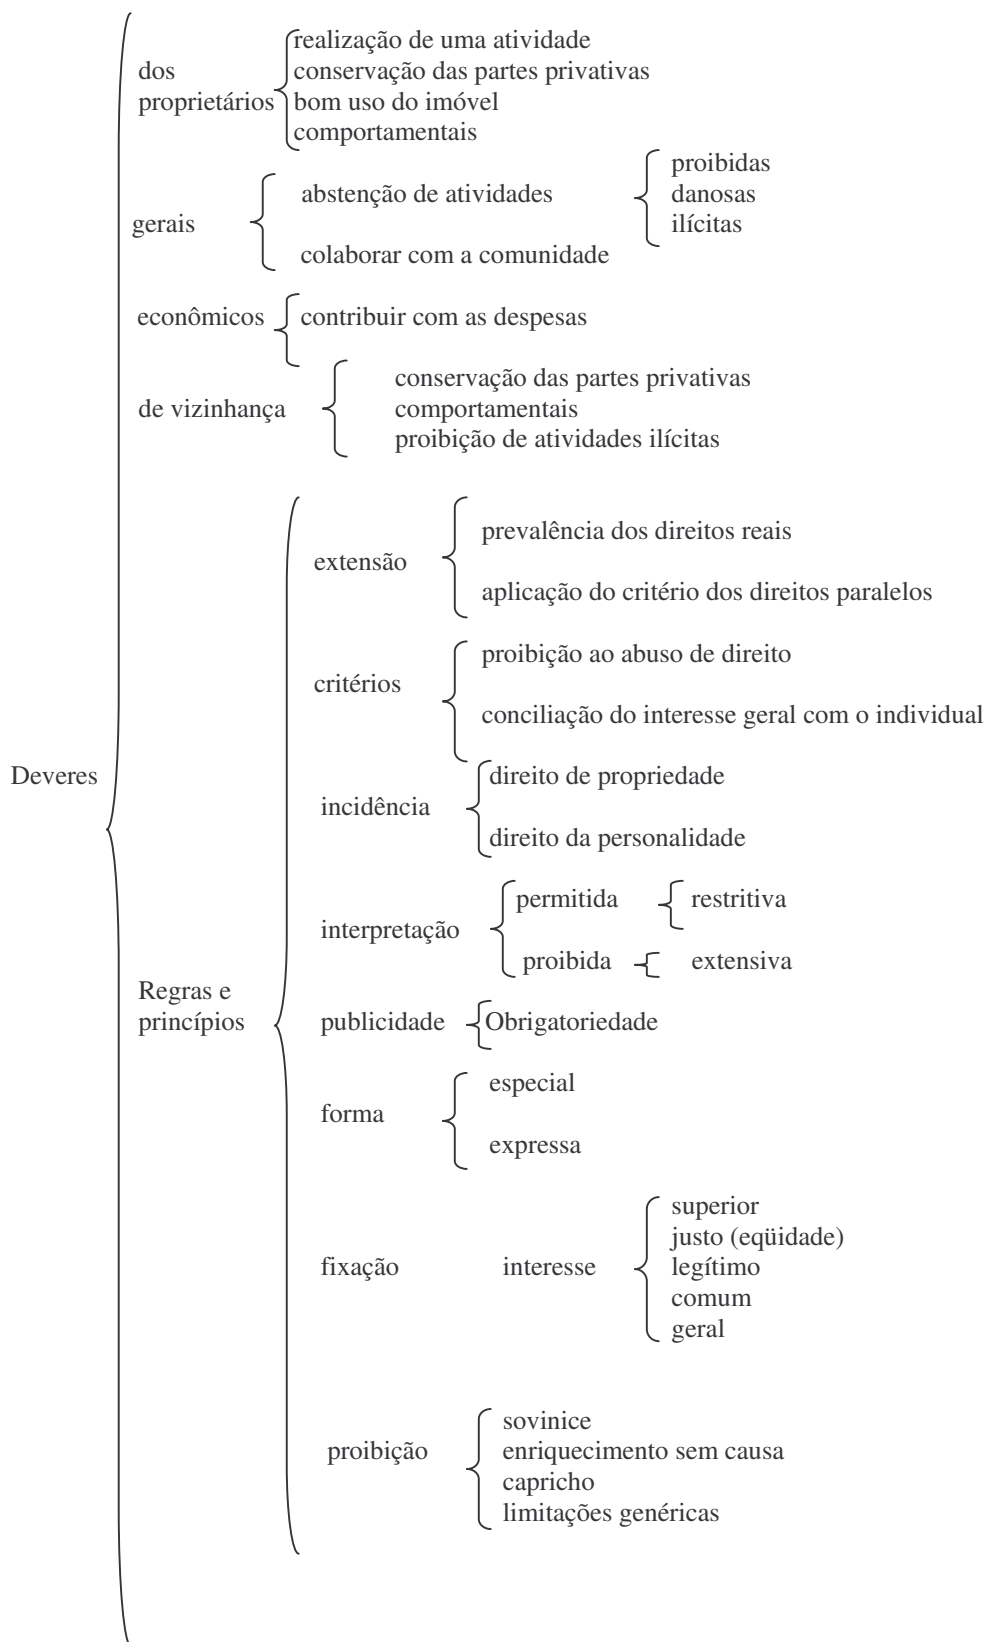 realização de uma atividade
dos
conservação das partes privativas
proprietários
bom uso do imóvel
comportamentais
proibidas
abstenção de atividades
danosas
gerais
ilícitas
colaborar com a comunidade
econômicos
contribuir com as despesas
conservação das partes privativas
de vizinhança
comportamentais
proibição de atividades ilícitas
prevalência dos direitos reais
extensão
aplicação do critério dos direitos paralelos
proibição ao abuso de direito
critérios
conciliação do interesse geral com o individual
Deveres
direito de propriedade
incidência
direito da personalidade
permitida
restritiva
interpretação
proibida
extensiva
Regras e
princípios
publicidade
Obrigatoriedade
especial
forma
expressa
superior
justo (eqüidade)
fixação
interesse
legítimo
comum
geral
sovinice
proibição
enriquecimento sem causa
capricho
limitações genéricas